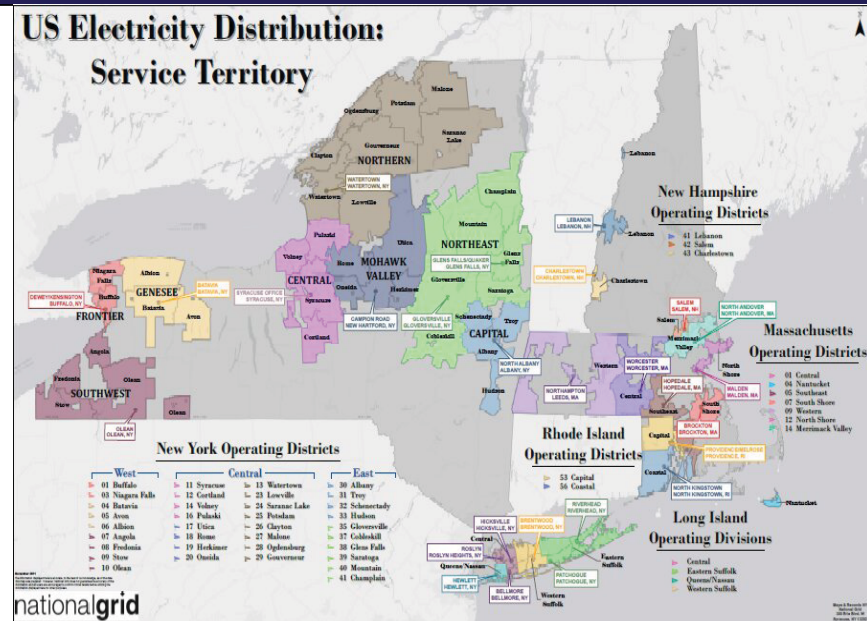 US Electricity Distribution:
Service Territory
Malone
Potsdam
Ogdensburg
Saranac
Lake
Gouverneur
Clayton
NORTHERN
WATERTOWN
WATERTOWN, NY
Watertown
Lowville
Champlain
Mountain
NORTHEAST
Glens
Falls
GLENS FALLS/QUAKER
GLENS FALLS, NY
Gloversville
Saratoga
GLOVERSVILLE
GLOVERSVILLE, NY
Cobleskill
Pulaski
Volney
CENTRAL
SYRACUSE OFFICE
SYRACUSE, NY
Syracuse
Cortland
Utica
Rome
MOHAWK
VALLEY
Oneida
Herkimer
CAMPION ROAD
NEW HARTFORD, NY
Schenectady
Troy
CAPITAL
Albany
NORTH ALBANY
ALBANY, NY
Hudson
Niagara
Falls
Albion
GENESEE
Buffalo
BATAVIA
BATAVIA, NY
Batavia
Avon
DEWEY/KENSINGTON
BUFFALO, NY
FRONTIER
Angola
Fredonia
Olean
SOUTHWEST
Stow
Olean
OLEAN
OLEAN, NY
Lebanon
LEBANON
LEBANON, NH
Lebanon
CHARLESTOWN
CHARLESTOWN, NH
Charlestown
New Hampshire
Operating Districts
41 Lebanon
42 Salem
43 Charlestown
SALEM
SALEM, NH
NORTH ANDOVER
NORTH ANDOVER, MA
Salem
Merrimack
Valley
North
Shore
MALDEN
MALDEN, MA
Western
WORCESTER
WORCESTER, MA
NORTHAMPTON
LEEDS, MA
Central
HOPEDALE
HOPEDALE, MA
Southeast
South
Shore
BROCKTON
BROCKTON, MA
Massachusetts
Operating Districts
01 Central
04 Nantucket
05 Southeast
07 South Shore
09 Western
12 North Shore
14 Merrimack Valley
Rhode Island
Operating Districts
53 Capital
56 Coastal
Capital
PROVIDENCE, RI
Coastal
NORTH KINGSTOWN
NORTH KINGSTOWN, RI
Nantucket
New York Operating Districts
West
01 Buffalo
03 Niagara Falls
04 Batavia
05 Avon
06 Albion
07 Angola
08 Fredonia
09 Stow
10 Olean
Central
11 Syracuse
12 Cortland
14 Volney
16 Pulaski
17 Utica
18 Rome
19 Herkimer
20 Oneida
13 Watertown
23 Lowville
24 Saranac Lake
25 Potsdam
26 Clayton
27 Malone
28 Ogdensburg
29 Gouverneur
East
30 Albany
31 Troy
32 Schenectady
33 Hudson
35 Gloversville
37 Cobleskill
38 Glens Falls
39 Saratoga
40 Mountain
41 Champlain
RIVERHEAD
RIVERHEAD, NY
BRENTWOOD
BRENTWOOD, NY
HICKSVILLE
HICKSVILLE, NY
Central
ROSLYN
ROSLYN HEIGHTS, NY
Queens/Nassau
HEWLETT
HEWLETT, NY
BELLMORE
BELLMORE, NY
Western
Suffolk
Eastern
Suffolk
PATCHOGUE
PATCHOGUE, NY
Long Island
Operating Divisions
Central
Eastern Suffolk
Queens/Nassau
Western Suffolk
nationalgrid